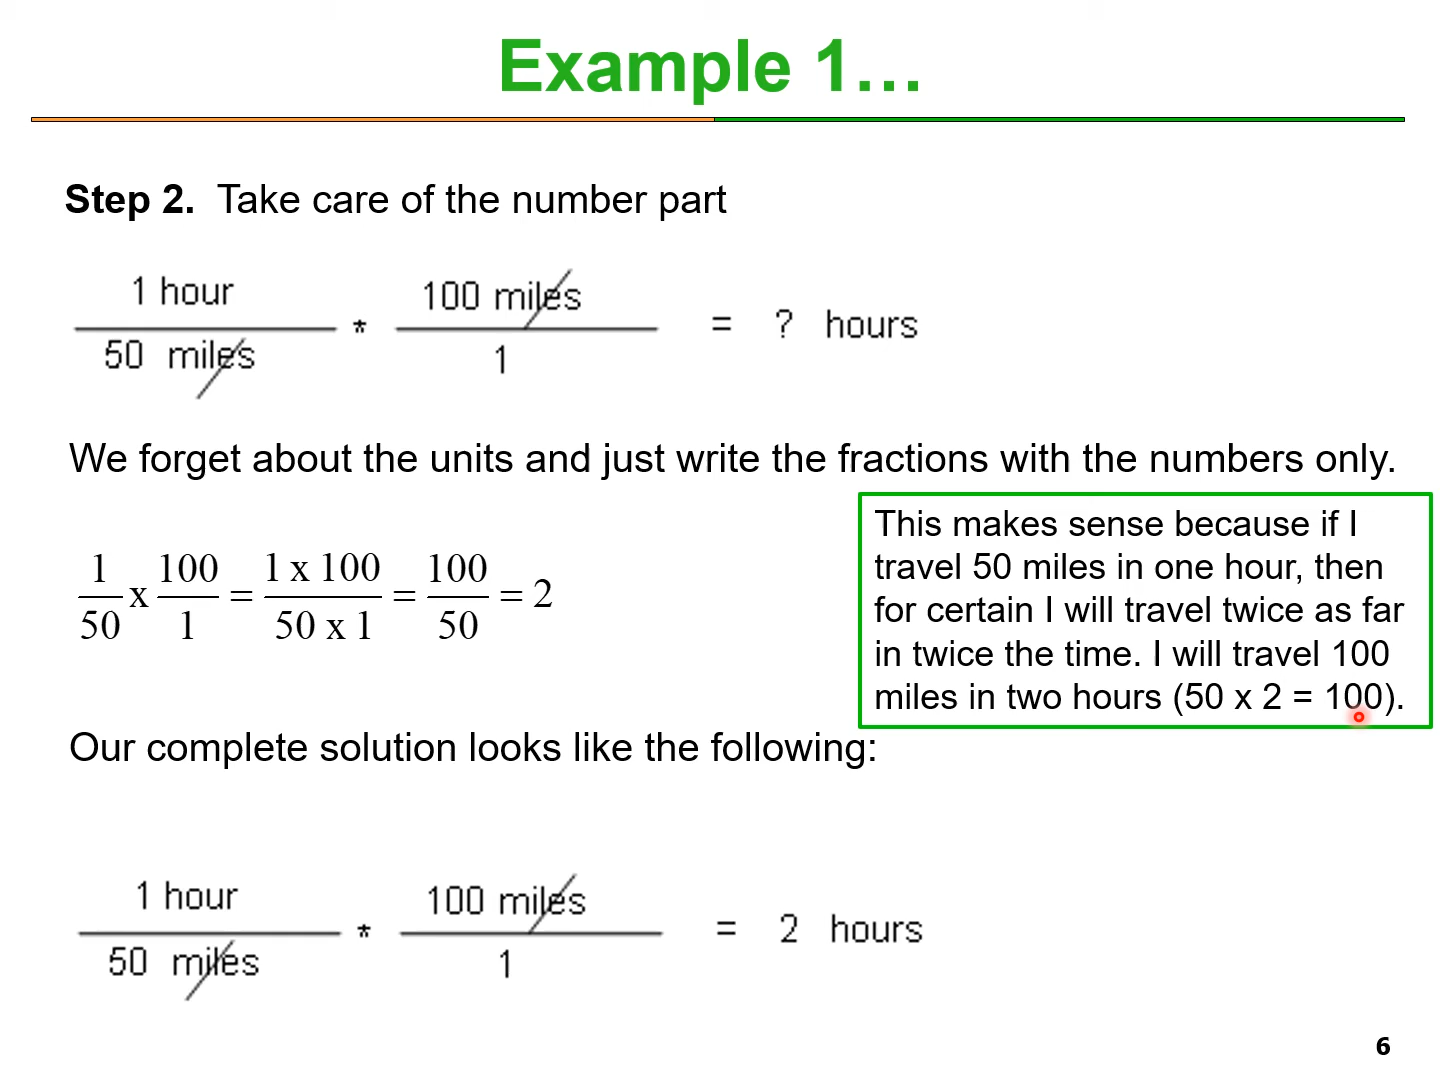 Example 1…
Step 2. Take care of the number part
1 hour / 50 miles * 100 miles / 1 = ? hours
We forget about the units and just write the fractions with the numbers only.
1/50 x 100/1 = 1 x 100/50 x 1 = 100/50 = 2
This makes sense because if I
travel 50 miles in one hour, then
for certain I will travel twice as far
in twice the time. I will travel 100
miles in two hours (50 x 2 = 100).
Our complete solution looks like the following:
1 hour / 50 miles * 100 miles / 1 = 2 hours
6